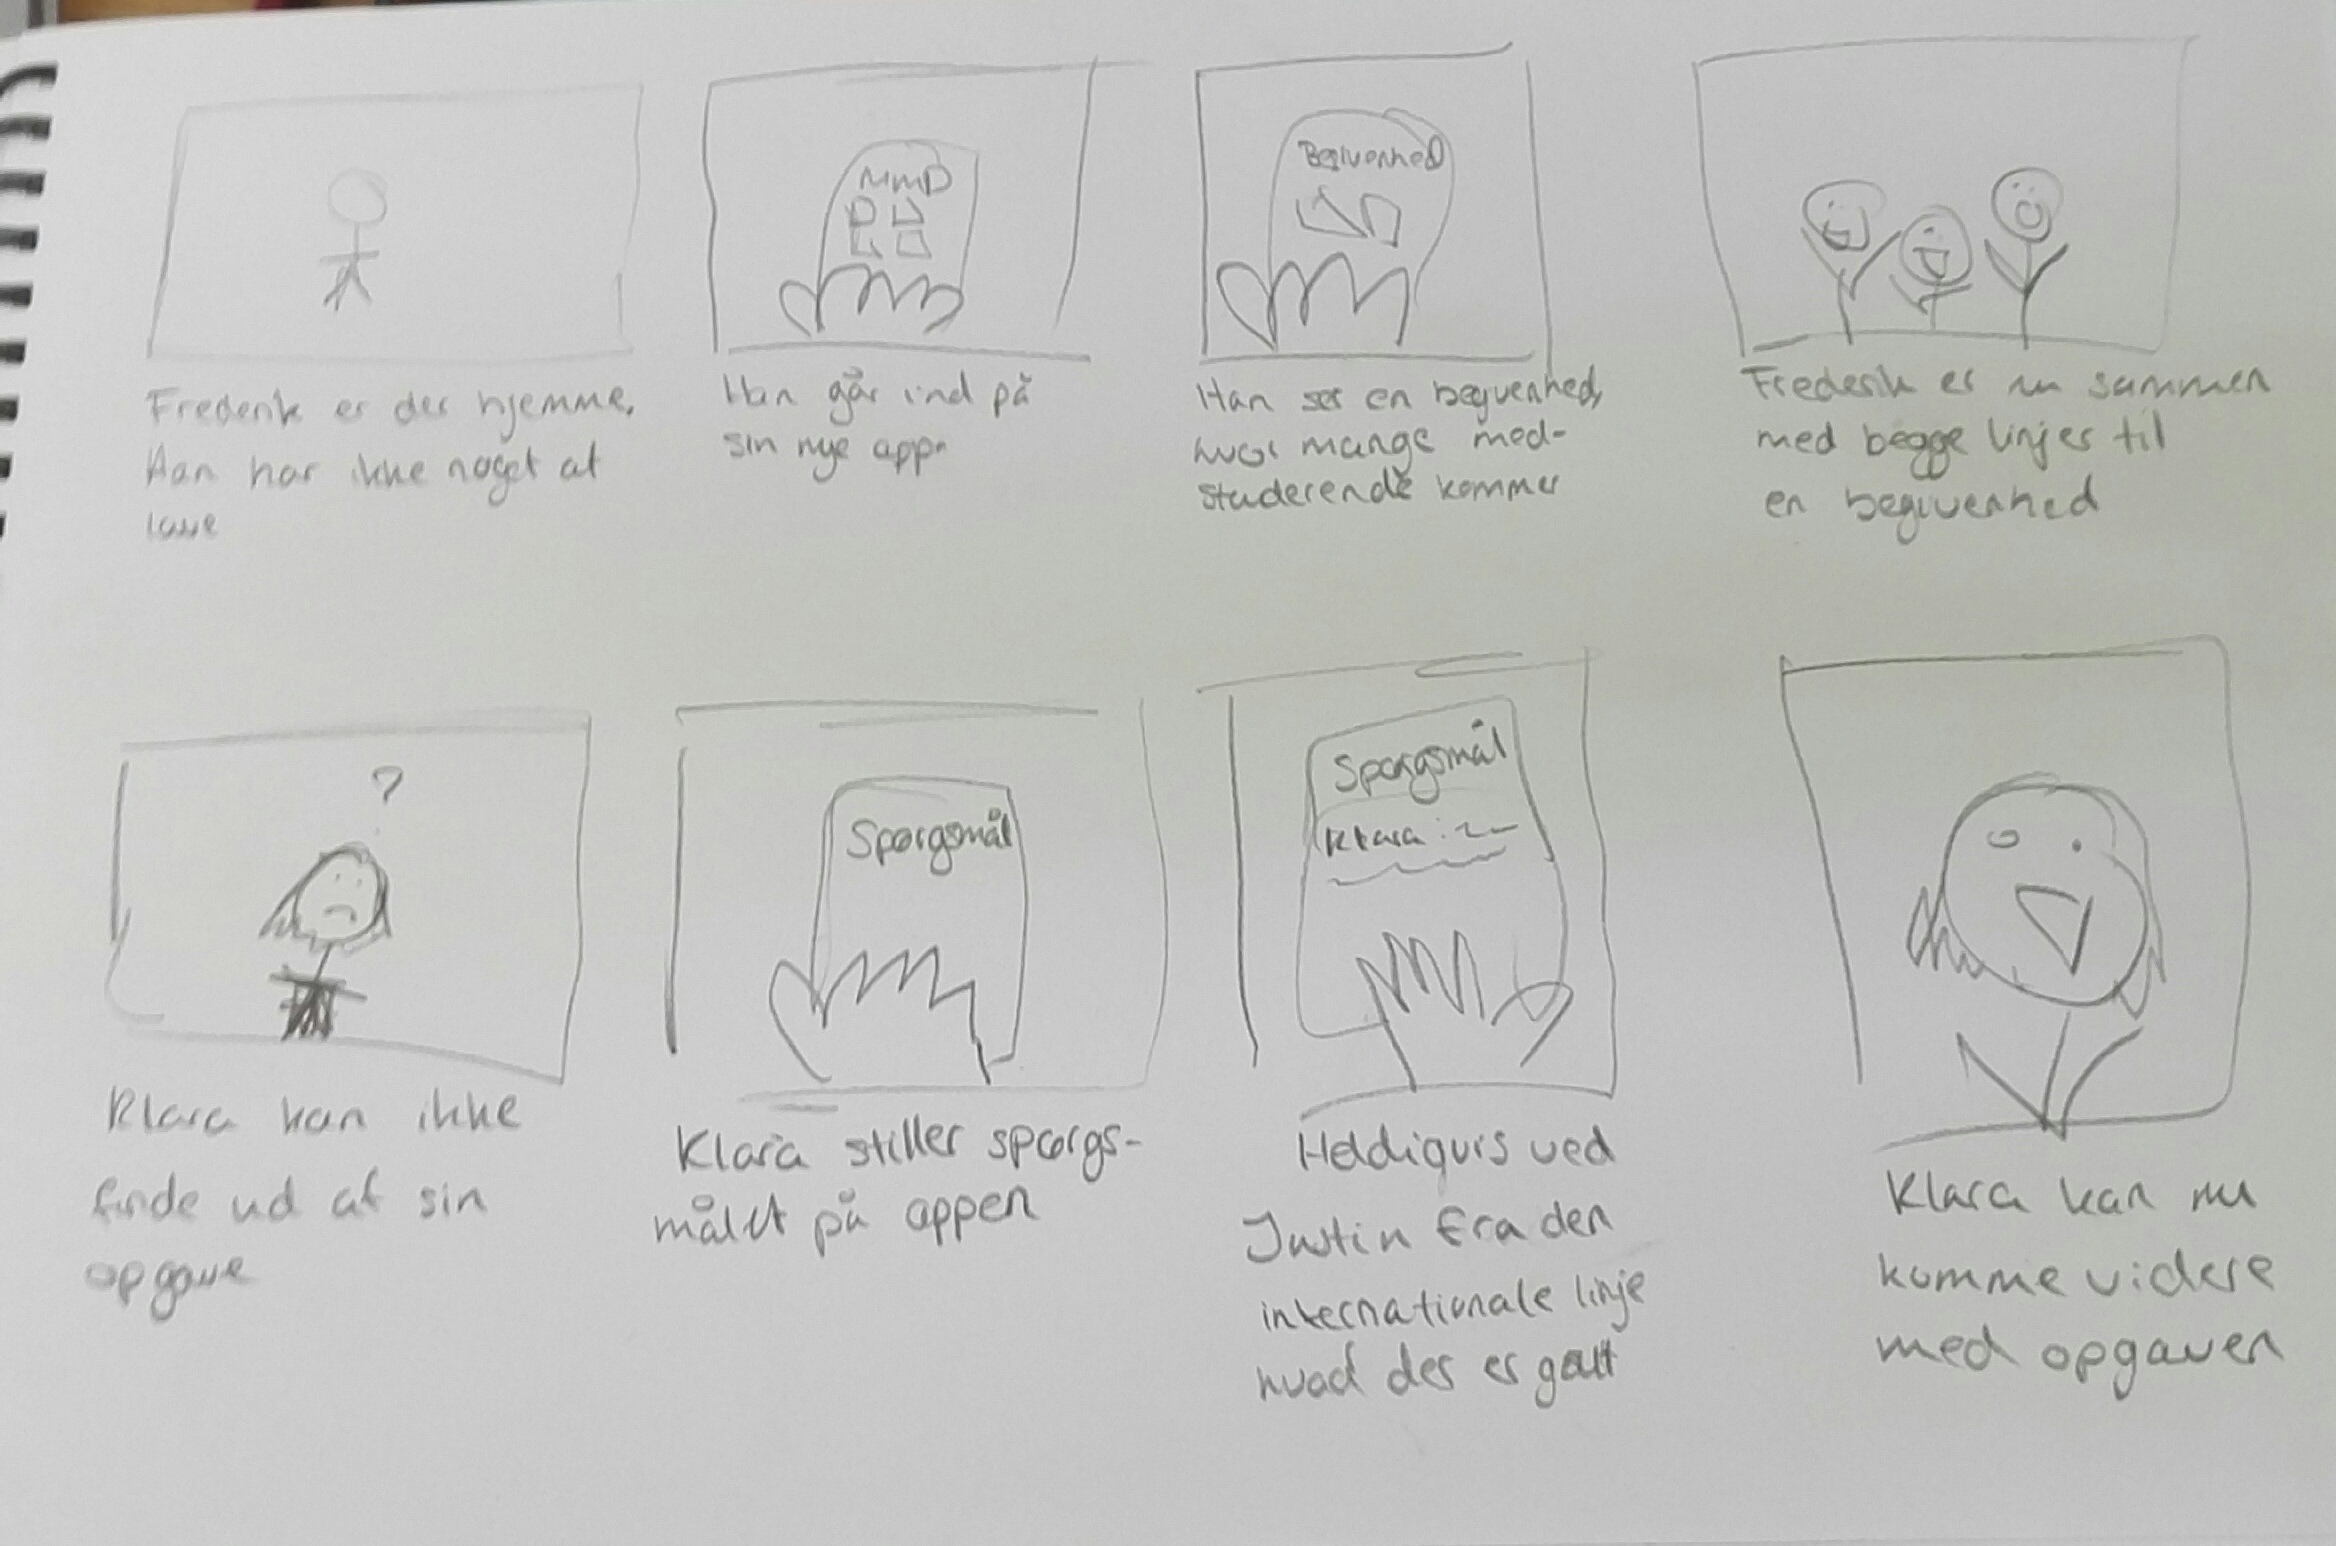 MMD
Begivenhed
Frederik er der hjemme.
Han har ikke noget at
lave
Han går ind på
sin nye app.
Han ser en begivenhed,
hvor mange med-
studerende kommer
Frederik er nu sammen
med begge linjer til
en begivenhed
?
Spørgsmål
Spørgsmål
Klara :
Klara kan ikke
finde ud af sin
opgave
Klara stiller spørgs-
målet på appen
Heldigvis ved
Justin fra den
internationale linje
hvad der er galt
Klara kan nu
komme videre
med opgaven